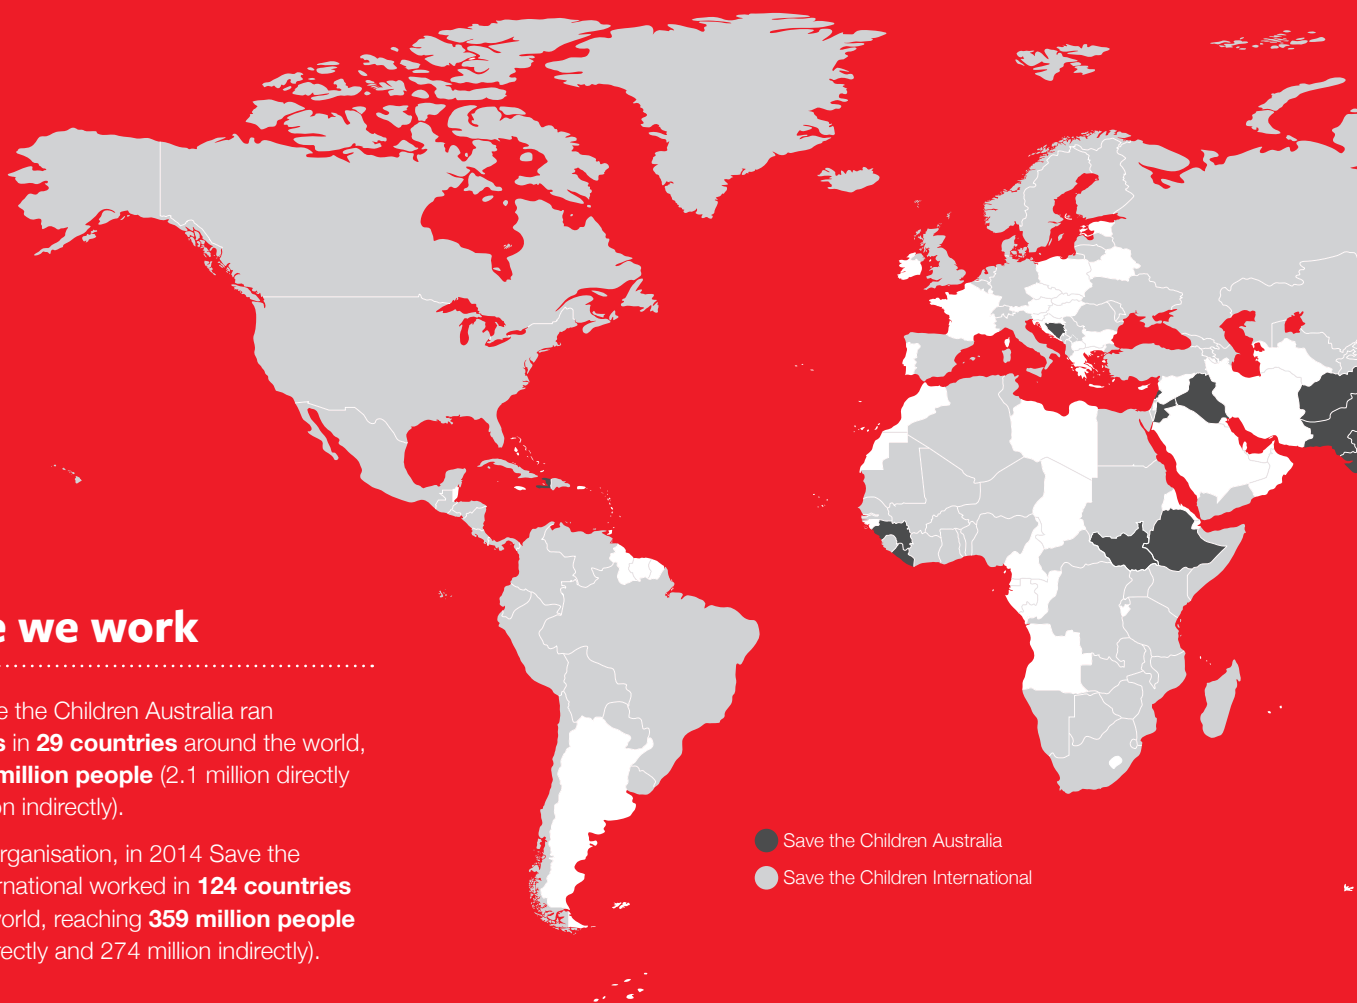 e we work
e the Children Australia ran
s in 29 countries around the world,
million people (2.1 million directly
on indirectly).
rganisation, in 2014 Save the
rnational worked in 124 countries
vorld, reaching 359 million people
rectly and 274 million indirectly).
Save the Children Australia
Save the Children International